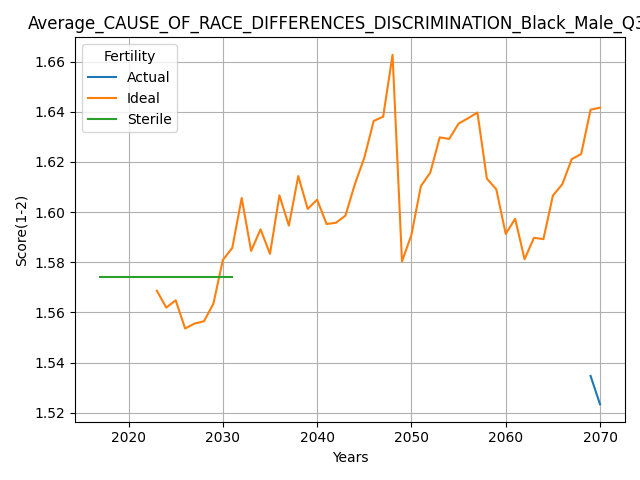 Average_CAUSE_OF_RACE_DIFFERENCES_DISCRIMINATION_Black_Male_Q3
Fertility
Actual
Ideal
Sterile
Score(1-2)
1.66
1.64
1.62
1.60
1.58
1.56
1.54
1.52
2020 2030 2040 2050 2060 2070
Years